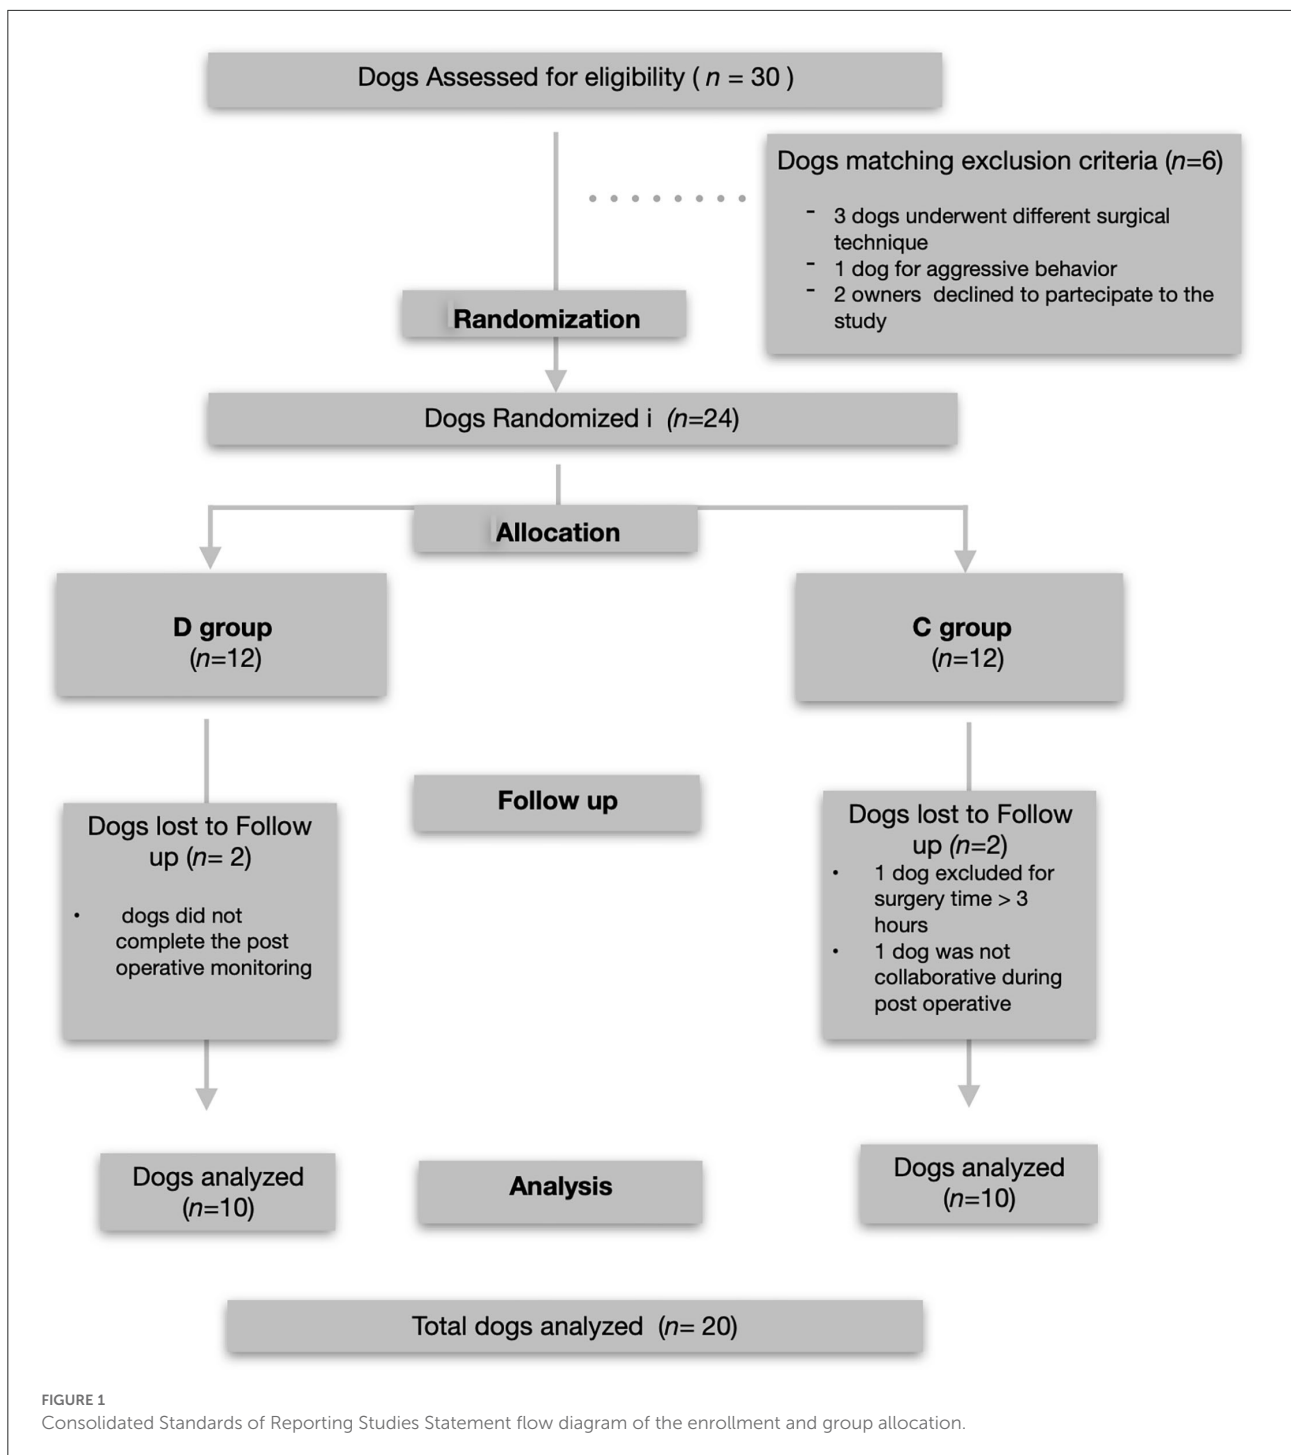 Dogs Assessed for eligibility ( n = 30 )
Dogs matching exclusion criteria (n=6)
- 3 dogs underwent different surgical
technique
- 1 dog for aggressive behavior
- 2 owners declined to partecipate to the
study
Randomization
Dogs Randomized i (n=24)
Allocation
D group
(n=12)
C group
(n=12)
Follow up
Dogs lost to Follow
up (n= 2)
• dogs did not
complete the post
operative monitoring
Dogs lost to Follow
up (n=2)
• 1 dog excluded for
surgery time > 3
hours
• 1 dog was not
collaborative during
post operative
Dogs analyzed
(n=10)
Analysis
Dogs analyzed
(n=10)
Total dogs analyzed (n= 20)
FIGURE 1
Consolidated Standards of Reporting Studies Statement flow diagram of the enrollment and group allocation.